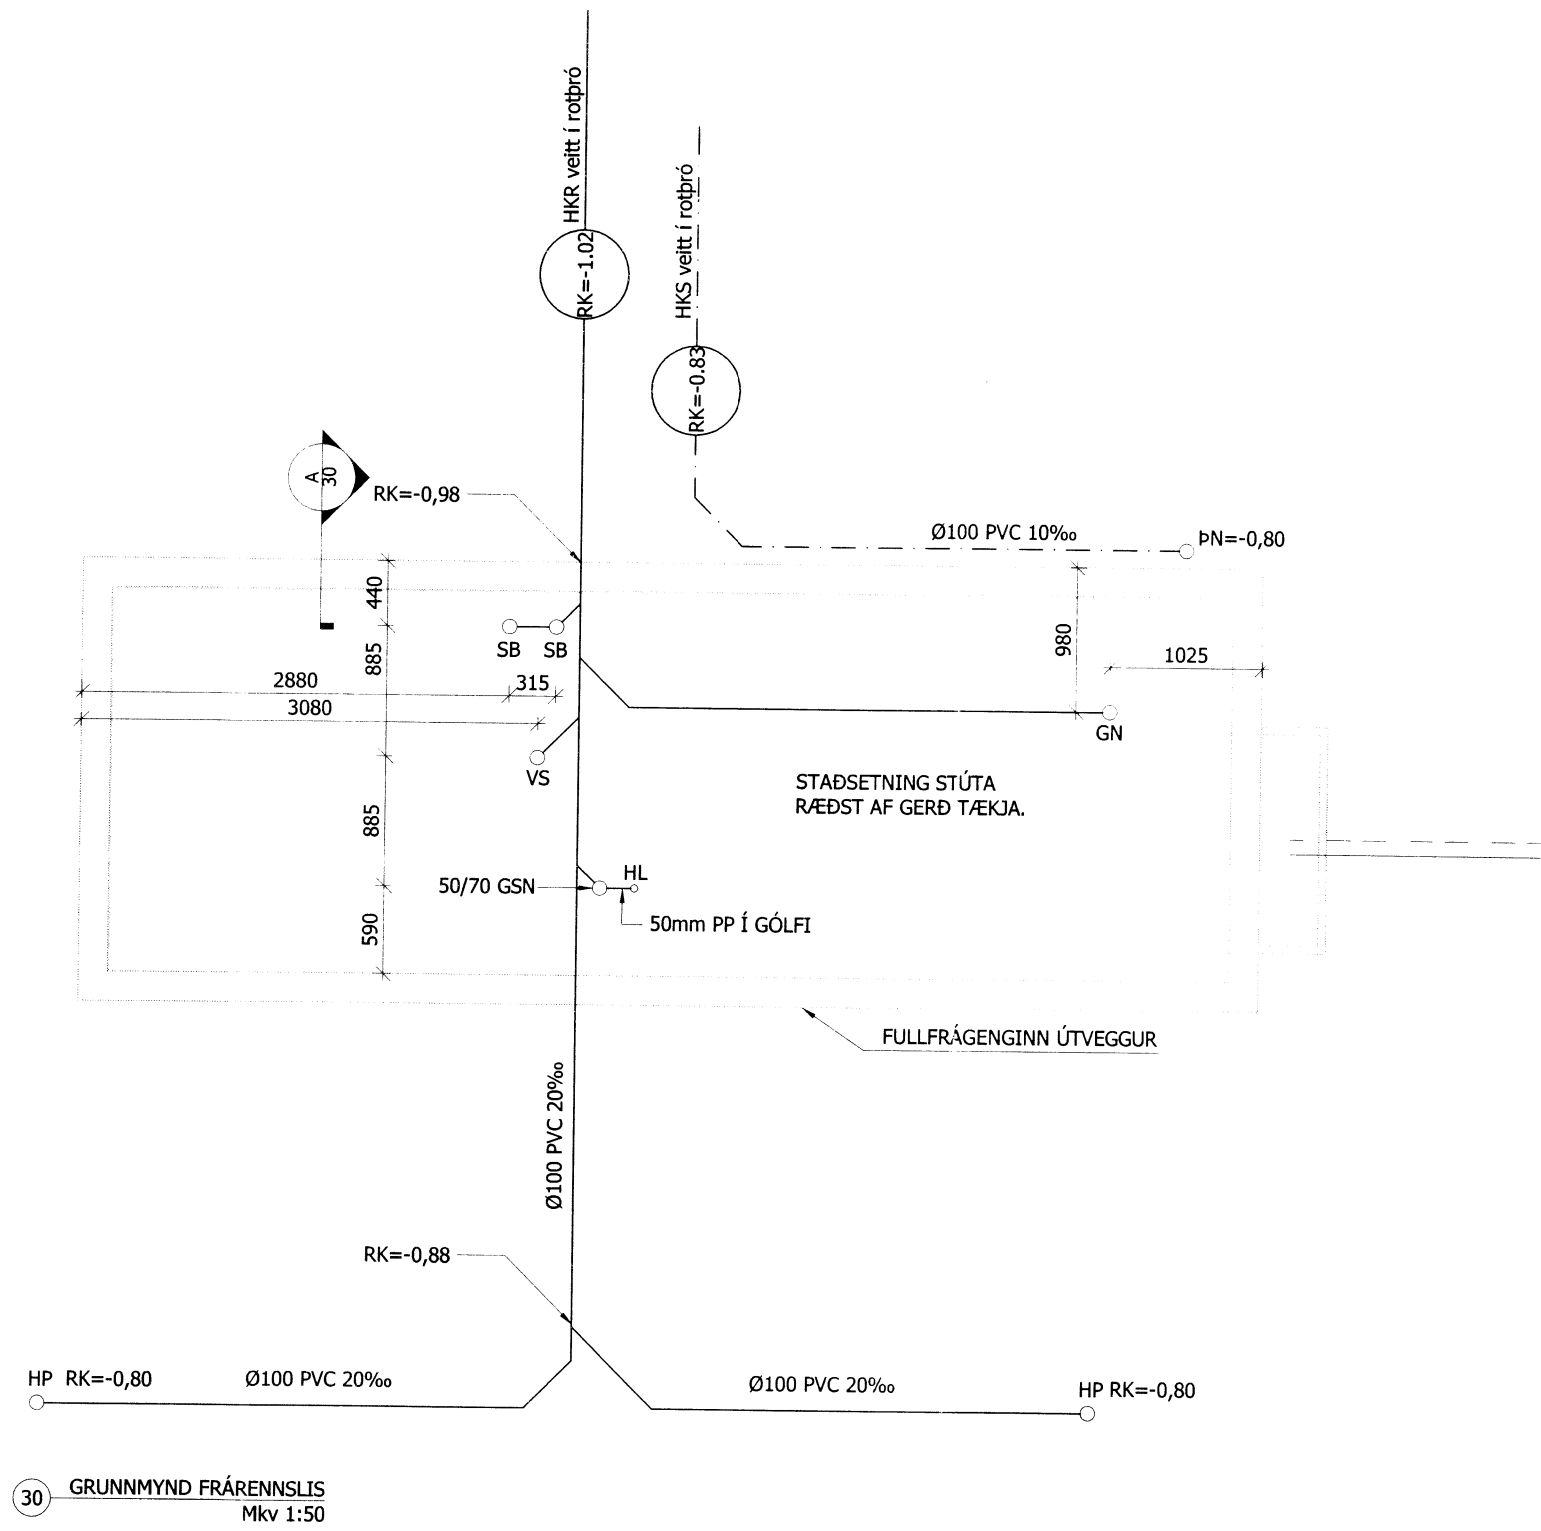 HKR veitt í rotþró
RK=-1.02
HKS veitt í rotþró
RK=-0.83
A
30
RK=-0,98
Ø100 PVC 10‰
ÞN=-0,80
440
SB
SB
885
980
1025
2880
315
3080
GN
VS
STAÐSETNING STÚTA
RÆÐST AF GERÐ TÆKJA.
885
50/70 GSN
HL
50mm PP Í GÓLFI
590
FULLFRÁGENGINN ÚTVEGGUR
Ø100 PVC 20‰
RK=-0,88
HP RK=-0,80
Ø100 PVC 20‰
Ø100 PVC 20‰
HP RK=-0,80
30
GRUNNMYND FRÁRENNSLIS
Mkv 1:50